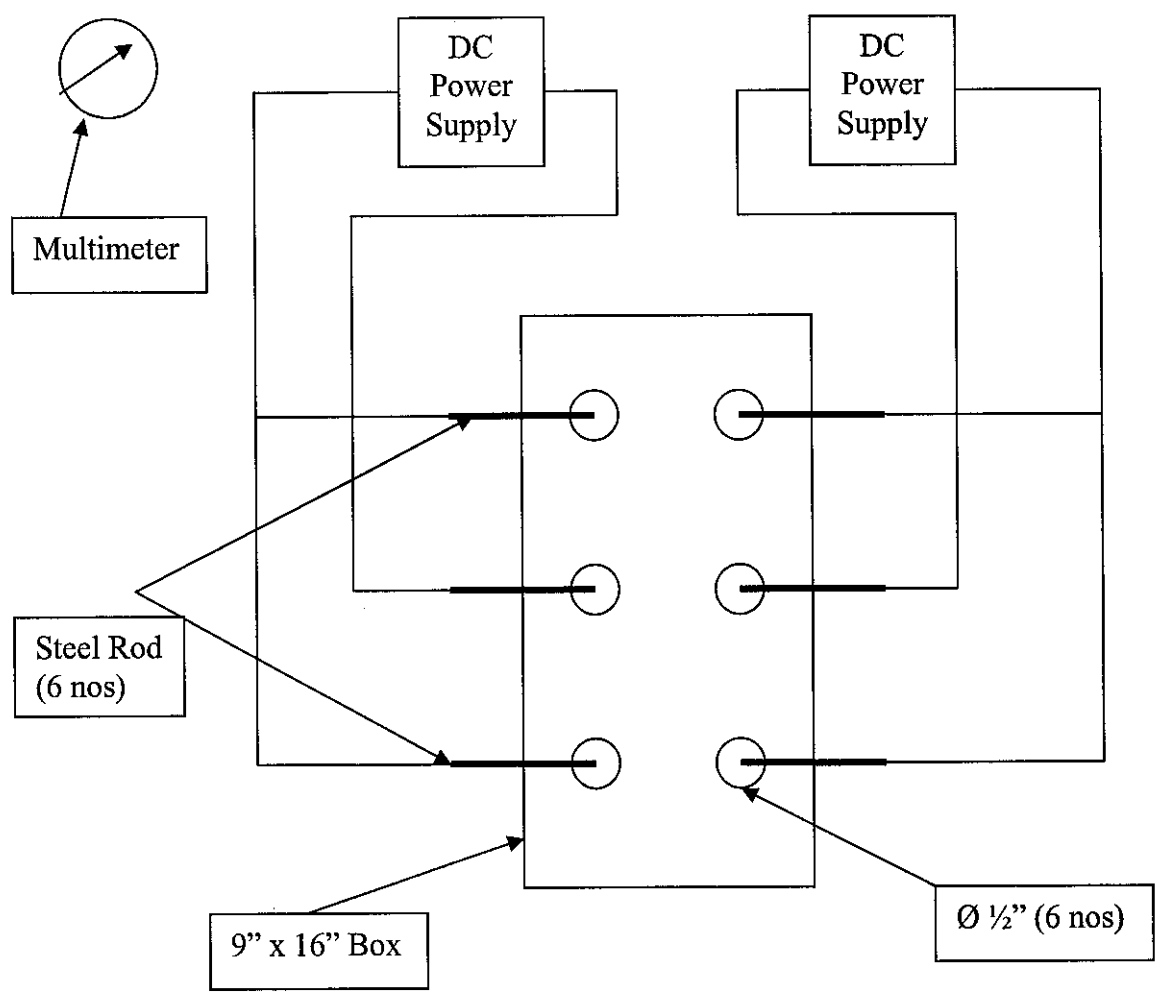 DC
Power
Supply
DC
Power
Supply
Multimeter
Steel Rod
(6 nos)
9” x 16” Box
Ø ½” (6 nos)